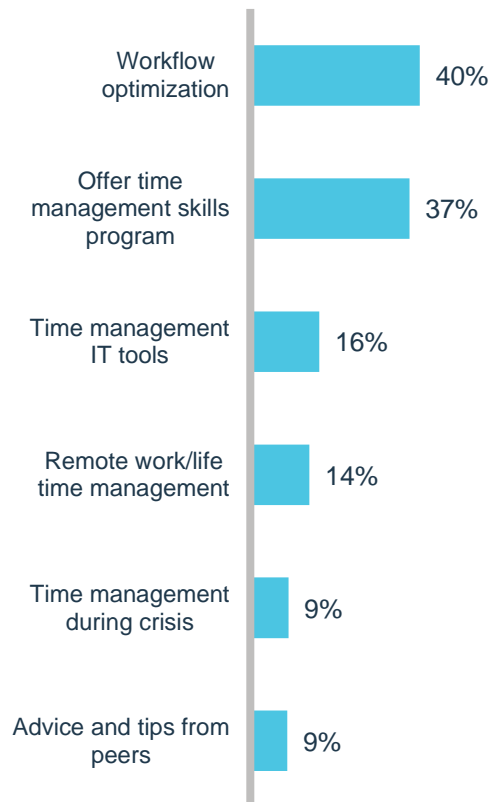 Workflow
optimization
40%
Offer time
management skills
program
37%
Time management
IT tools
16%
Remote work/life
time management
14%
Time management
during crisis
9%
Advice and tips from
peers
9%